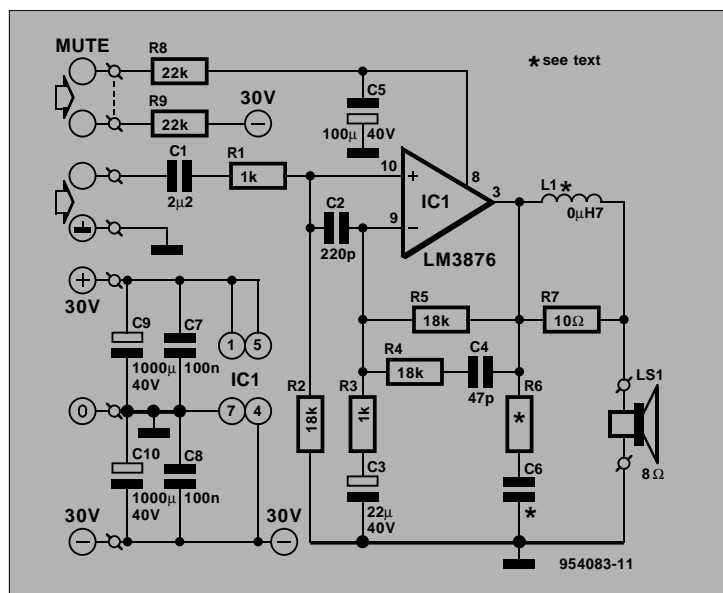 MUTE
R8
22k
R9
22k
30V
−
* see text
C5
100μ 40V
C1
2μ2
R1
1k
C2
220p
10
+
9
−
IC1
8
3
LM3876
L1 *
0μH7
R5
18k
R7
10Ω
R4
18k
C4
47p
R2
18k
R3
1k
C3
22μ
40V
R6
*
C6
*
LS1
8Ω
+
30V
C9
1000μ
40V
C7
100n
1 5
IC1
0
7 4
C10
1000μ
40V
C8
100n
30V
−
30V
−
954083-11